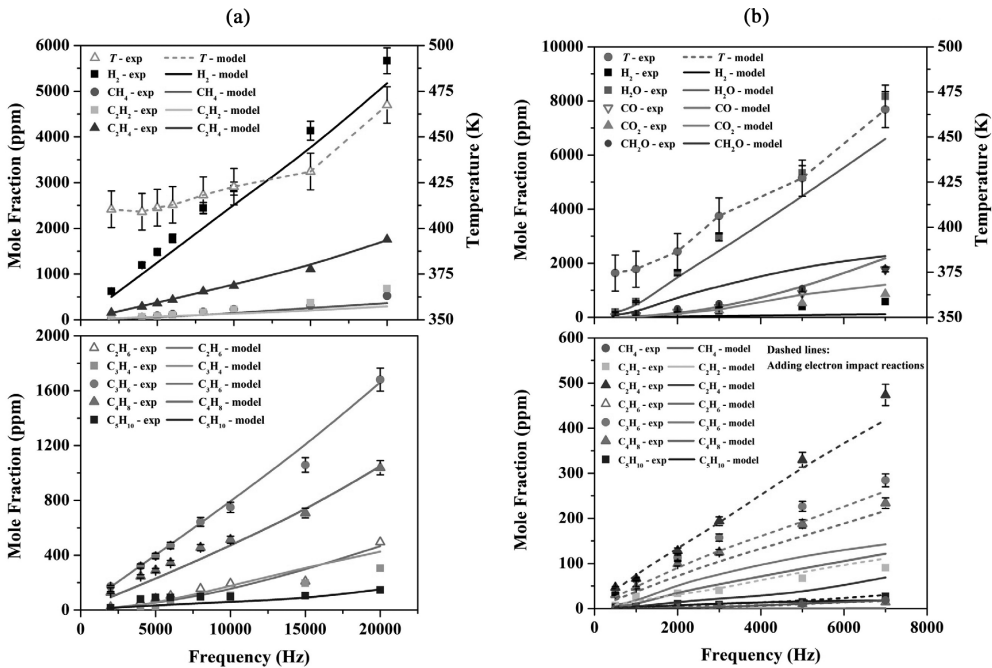 (a)
(b)
6000
5000
4000
3000
2000
1000
0
Mole Fraction (ppm)
500
475
450
425
400
375
350
Temperature (K)
T - exp
T - model
H2 - exp
H2 - model
CH4 - exp
CH4 - model
C2H2 - exp
C2H2 - model
C2H4 - exp
C2H4 - model
10000
8000
6000
4000
2000
0
Mole Fraction (ppm)
500
475
450
425
400
375
350
Temperature (K)
T - exp
T - model
H2 - exp
H2 - model
H2O - exp
H2O - model
CO - exp
CO - model
CO2 - exp
CO2 - model
CH2O - exp
CH2O - model
2000
1600
1200
800
400
0
Mole Fraction (ppm)
C2H6 - exp
C2H6 - model
C3H4 - exp
C3H4 - model
C3H6 - exp
C3H6 - model
C4H8 - exp
C4H8 - model
C5H10 - exp
C5H10 - model
0
5000
10000
15000
20000
Frequency (Hz)
600
500
400
300
200
100
0
Mole Fraction (ppm)
CH4 - exp
CH4 - model
C2H2 - exp
C2H2 - model
C2H4 - exp
C2H4 - model
C2H6 - exp
C2H6 - model
C3H6 - exp
C3H6 - model
C4H8 - exp
C4H8 - model
C5H10 - exp
C5H10 - model
Dashed lines:
Adding electron impact reactions
0
2000
4000
6000
8000
Frequency (Hz)